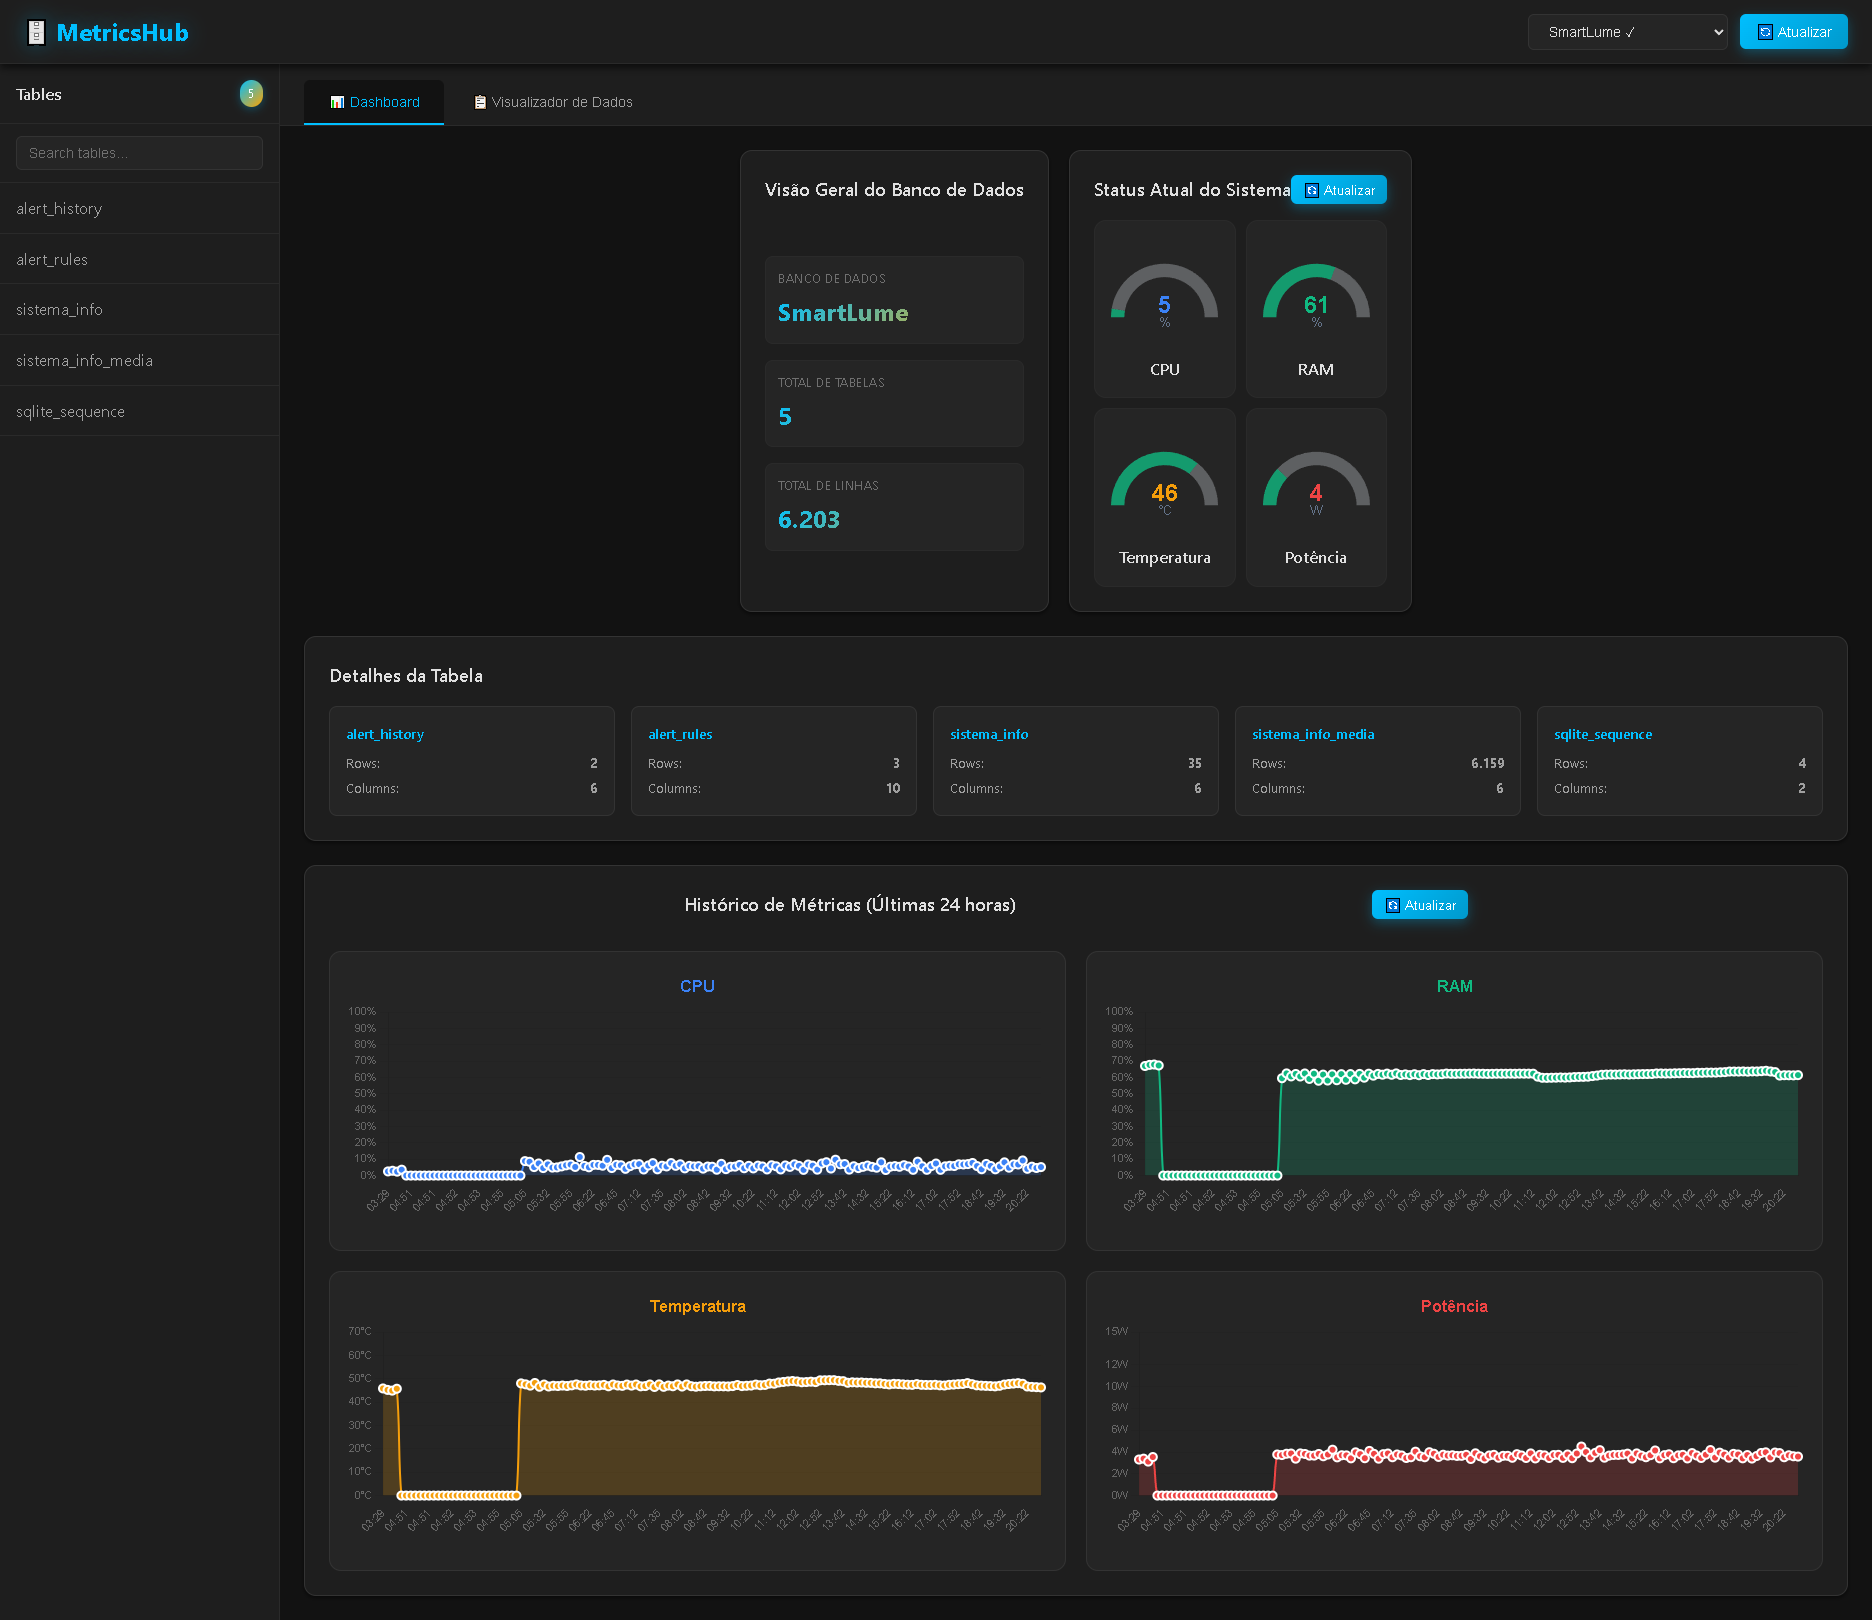 MetricsHub
SmartLume ✓
Atualizar
Tables
5
Dashboard
Visualizador de Dados
Search tables...
alert_history
alert_rules
sistema_info
sistema_info_media
sqlite_sequence
Visão Geral do Banco de Dados
BANCO DE DADOS
SmartLume
TOTAL DE TABELAS
5
TOTAL DE LINHAS
6.203
Status Atual do Sistema
Atualizar
5
%
CPU
61
%
RAM
46
°C
Temperatura
4
W
Potência
Detalhes da Tabela
alert_history
Rows: 2
Columns: 6
alert_rules
Rows: 3
Columns: 10
sistema_info
Rows: 35
Columns: 6
sistema_info_media
Rows: 6.159
Columns: 6
sqlite_sequence
Rows: 4
Columns: 2
Histórico de Métricas (Últimas 24 horas)
Atualizar
CPU
100%
90%
80%
70%
60%
50%
40%
30%
20%
10%
0%
03:29 04:51 04:51 04:52 04:53 04:55 05:05 05:32 05:55 06:22 06:45 07:12 07:35 08:02 08:42 09:32 10:22 11:12 12:02 12:52 13:42 14:32 15:22 16:12 17:02 17:52 18:42 19:32 20:22
RAM
100%
90%
80%
70%
60%
50%
40%
30%
20%
10%
0%
03:29 04:51 04:51 04:52 04:53 04:55 05:05 05:32 05:55 06:22 06:45 07:12 07:35 08:02 08:42 09:32 10:22 11:12 12:02 12:52 13:42 14:32 15:22 16:12 17:02 17:52 18:42 19:32 20:22
Temperatura
70°C
60°C
50°C
40°C
30°C
20°C
10°C
0°C
03:29 04:51 04:51 04:52 04:53 04:55 05:05 05:32 05:55 06:22 06:45 07:12 07:35 08:02 08:42 09:32 10:22 11:12 12:02 12:52 13:42 14:32 15:22 16:12 17:02 17:52 18:42 19:32 20:22
Potência
15W
12W
10W
8W
6W
4W
2W
0W
03:29 04:51 04:51 04:52 04:53 04:55 05:05 05:32 05:55 06:22 06:45 07:12 07:35 08:02 08:42 09:32 10:22 11:12 12:02 12:52 13:42 14:32 15:22 16:12 17:02 17:52 18:42 19:32 20:22